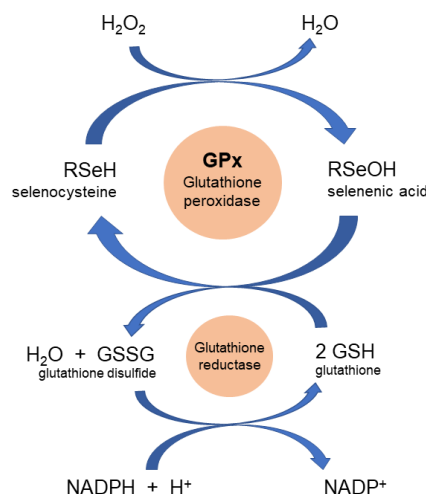 H₂O₂
H₂O
RSeH
selenocysteine
GPx
Glutathione
peroxidase
RSeOH
selenenic acid
H₂O + GSSG
glutathione disulfide
Glutathione
reductase
2 GSH
glutathione
NADPH + H⁺
NADP⁺